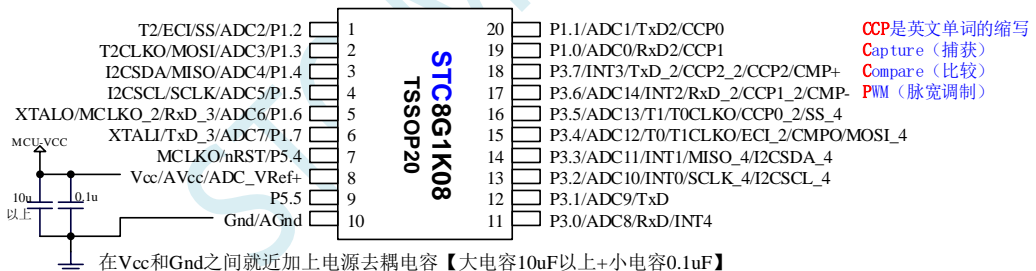 T2/ECI/SS/ADC2/P1.2 1
T2CLKO/MOSI/ADC3/P1.3 2
I2CSDA/MISO/ADC4/P1.4 3
I2CSCL/SCLK/ADC5/P1.5 4
XTALO/MCLKO_2/RxD_3/ADC6/P1.6 5
XTALI/TxD_3/ADC7/P1.7 6
MCLKO/nRST/P5.4 7
Vcc/AVcc/ADC_VRef+ 8
P5.5 9
Gnd/AGnd 10
MCU-VCC
10u
以上
0.1u
STC8G1K08
TSSOP20
20 P1.1/ADC1/TxD2/CCP0
19 P1.0/ADC0/RxD2/CCP1
18 P3.7/INT3/TxD_2/CCP2_2/CCP2/CMP+
17 P3.6/ADC14/INT2/RxD_2/CCP1_2/CMP-
16 P3.5/ADC13/T1/T0CLKO/CCP0_2/SS_4
15 P3.4/ADC12/T0/T1CLKO/ECI_2/CMPO/MOSI_4
14 P3.3/ADC11/INT1/MISO_4/I2CSDA_4
13 P3.2/ADC10/INT0/SCLK_4/I2CSCL_4
12 P3.1/ADC9/TxD
11 P3.0/ADC8/RxD/INT4
CCP是英文单词的缩写
Capture（捕获）
Compare（比较）
PWM（脉宽调制）
在Vcc和Gnd之间就近加上电源去耦电容【大电容10uF以上+小电容0.1uF】